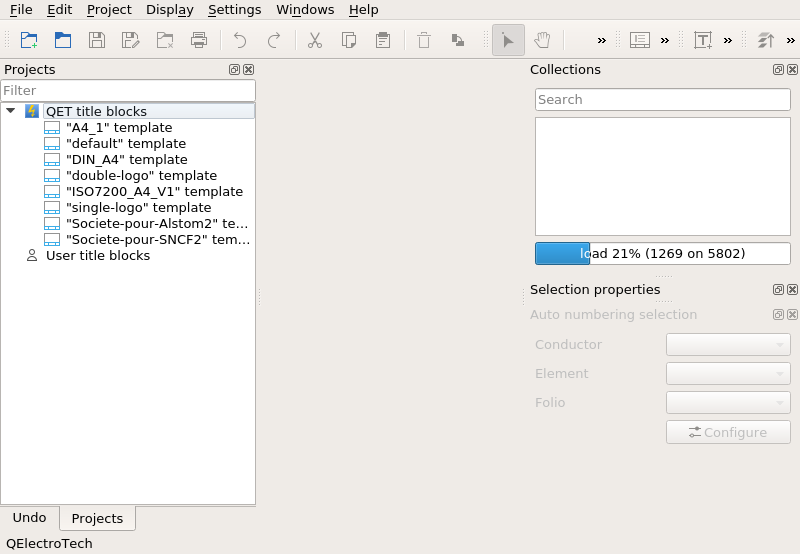 File Edit Project Display Settings Windows Help
Projects
Filter
QET title blocks
"A4_1" template
"default" template
"DIN_A4" template
"double-logo" template
"ISO7200_A4_V1" template
"single-logo" template
"Societe-pour-Alstom2" te...
"Societe-pour-SNCF2" tem...
User title blocks
Undo Projects
QElectroTech
Collections
Search
load 21% (1269 on 5802)
Selection properties
Auto numbering selection
Conductor
Element
Folio
Configure